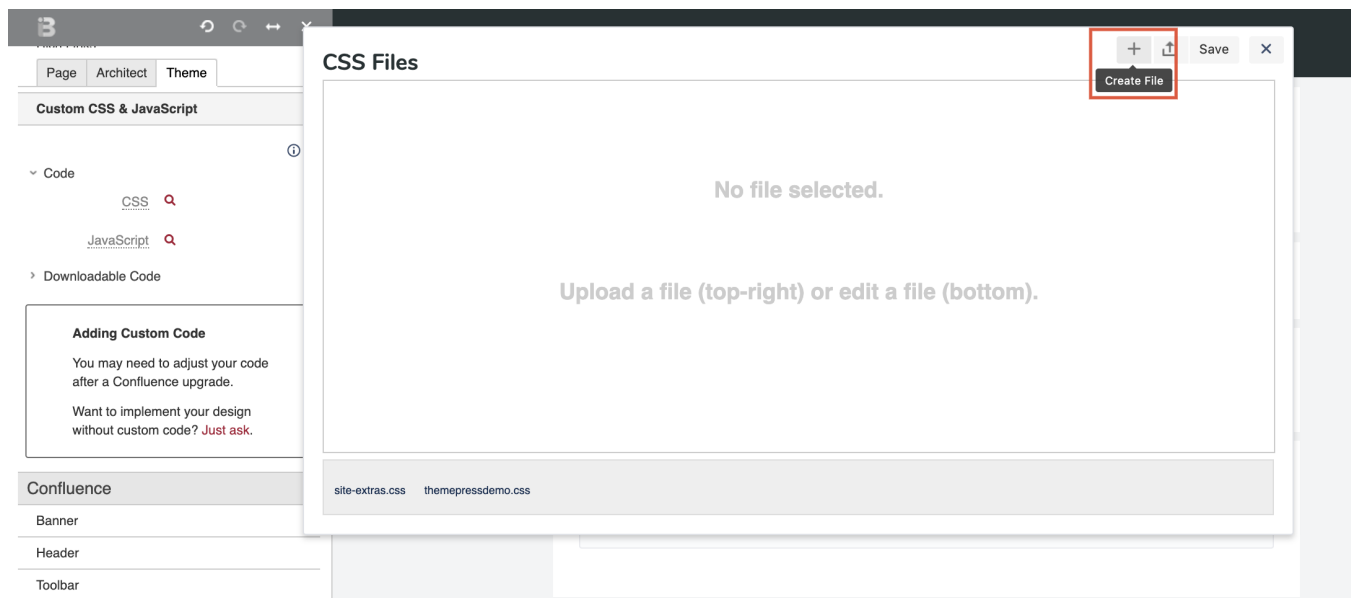 Page Architect Theme
Custom CSS & JavaScript
Code
CSS
JavaScript
Downloadable Code
Adding Custom Code
You may need to adjust your code
after a Confluence upgrade.
Want to implement your design
without custom code? Just ask.
Confluence
Banner
Header
Toolbar
CSS Files
Save
Create File
No file selected.
Upload a file (top-right) or edit a file (bottom).
site-extras.css themepressdemo.css